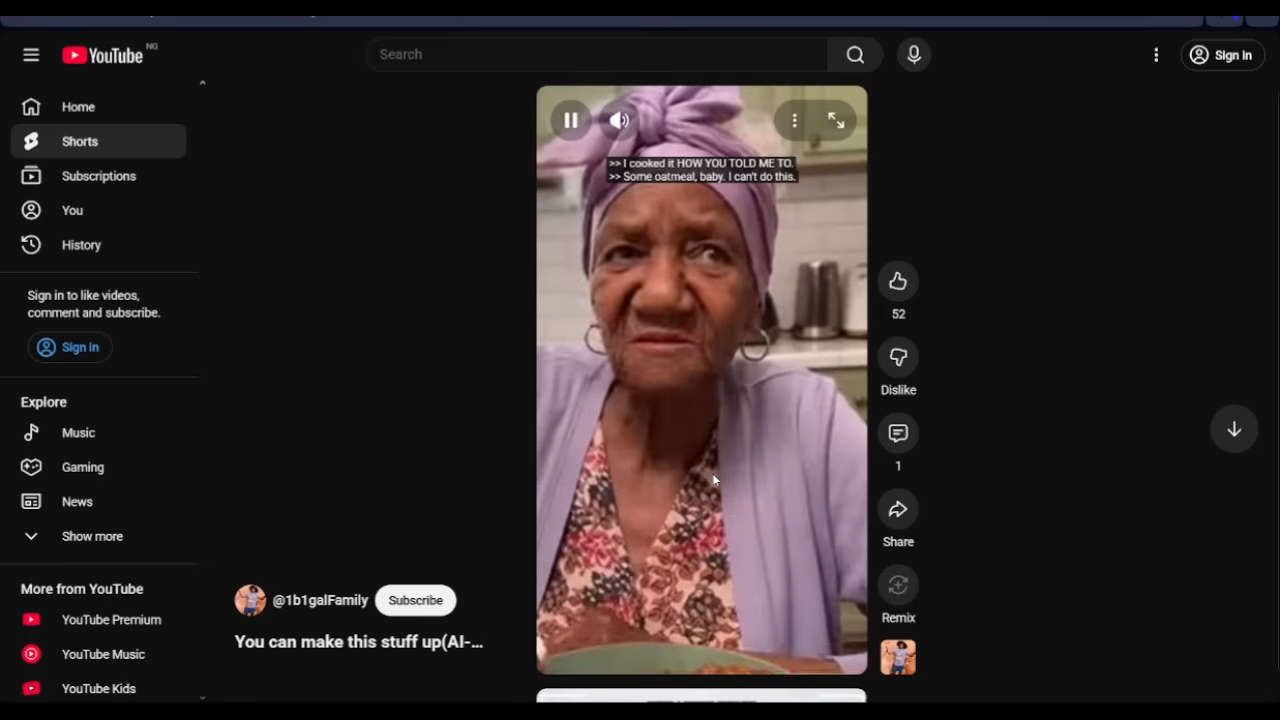 YouTube NG
Search
Sign in
Home
Shorts
Subscriptions
You
History
Sign in to like videos,
comment and subscribe.
Sign in
Explore
Music
Gaming
News
Show more
More from YouTube
YouTube Premium
YouTube Music
YouTube Kids
>> I cooked it HOW YOU TOLD ME TO.
>> Some oatmeal, baby. I can't do this.
52
Dislike
1
Share
Remix
@1b1galFamily
Subscribe
You can make this stuff up(AI-...